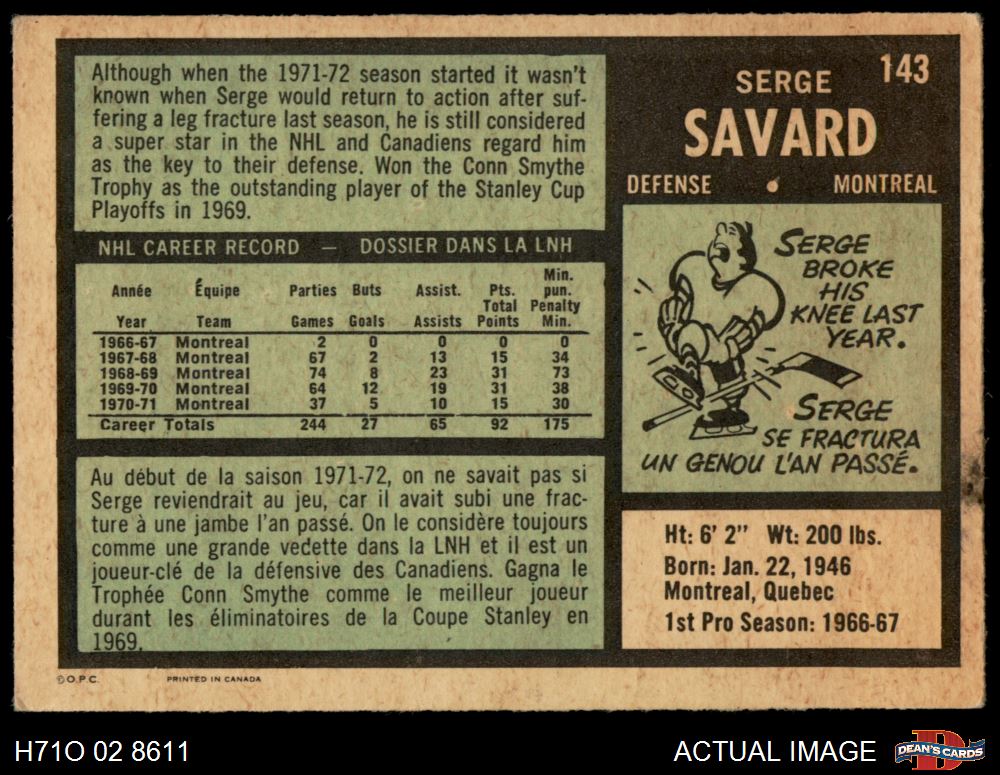 143
SERGE
SAVARD
DEFENSE • MONTREAL
Although when the 1971-72 season started it wasn't
known when Serge would return to action after suf-
fering a leg fracture last season, he is still considered
a super star in the NHL and Canadiens regard him
as the key to their defense. Won the Conn Smythe
Trophy as the outstanding player of the Stanley Cup
Playoffs in 1969.
NHL CAREER RECORD — DOSSIER DANS LA LNH
Année Équipe Parties Buts Assist. Pts. Total Min. pun.
Year Team Games Goals Assists Points Penalty Min.
1966-67 Montreal 2 0 0 0 0
1967-68 Montreal 67 2 13 15 34
1968-69 Montreal 74 8 23 31 73
1969-70 Montreal 64 12 19 31 38
1970-71 Montreal 37 5 10 15 30
Career Totals 244 27 65 92 175
Au début de la saison 1971-72, on ne savait pas si
Serge reviendrait au jeu, car il avait subi une frac-
ture à une jambe l'an passé. On le considère toujours
comme une grande vedette dans la LNH et il est un
joueur-clé de la défensive des Canadiens. Gagna le
Trophée Conn Smythe comme le meilleur joueur
durant les éliminatoires de la Coupe Stanley en
1969.
SERGE
BROKE
HIS
KNEE LAST
YEAR.
SERGE
SE FRACTURA
UN GENOU L'AN PASSÉ.
Ht: 6' 2" Wt: 200 lbs.
Born: Jan. 22, 1946
Montreal, Quebec
1st Pro Season: 1966-67
©O.P.C. PRINTED IN CANADA
H71O 02 8611 ACTUAL IMAGE DEAN'S CARDS